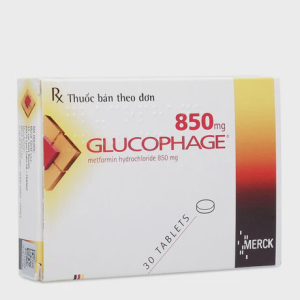 Rx Thuốc bán theo đơn
850mg
GLUCOPHAGE®
metformin hydrochloride 850 mg
30 TABLETS
MERCK